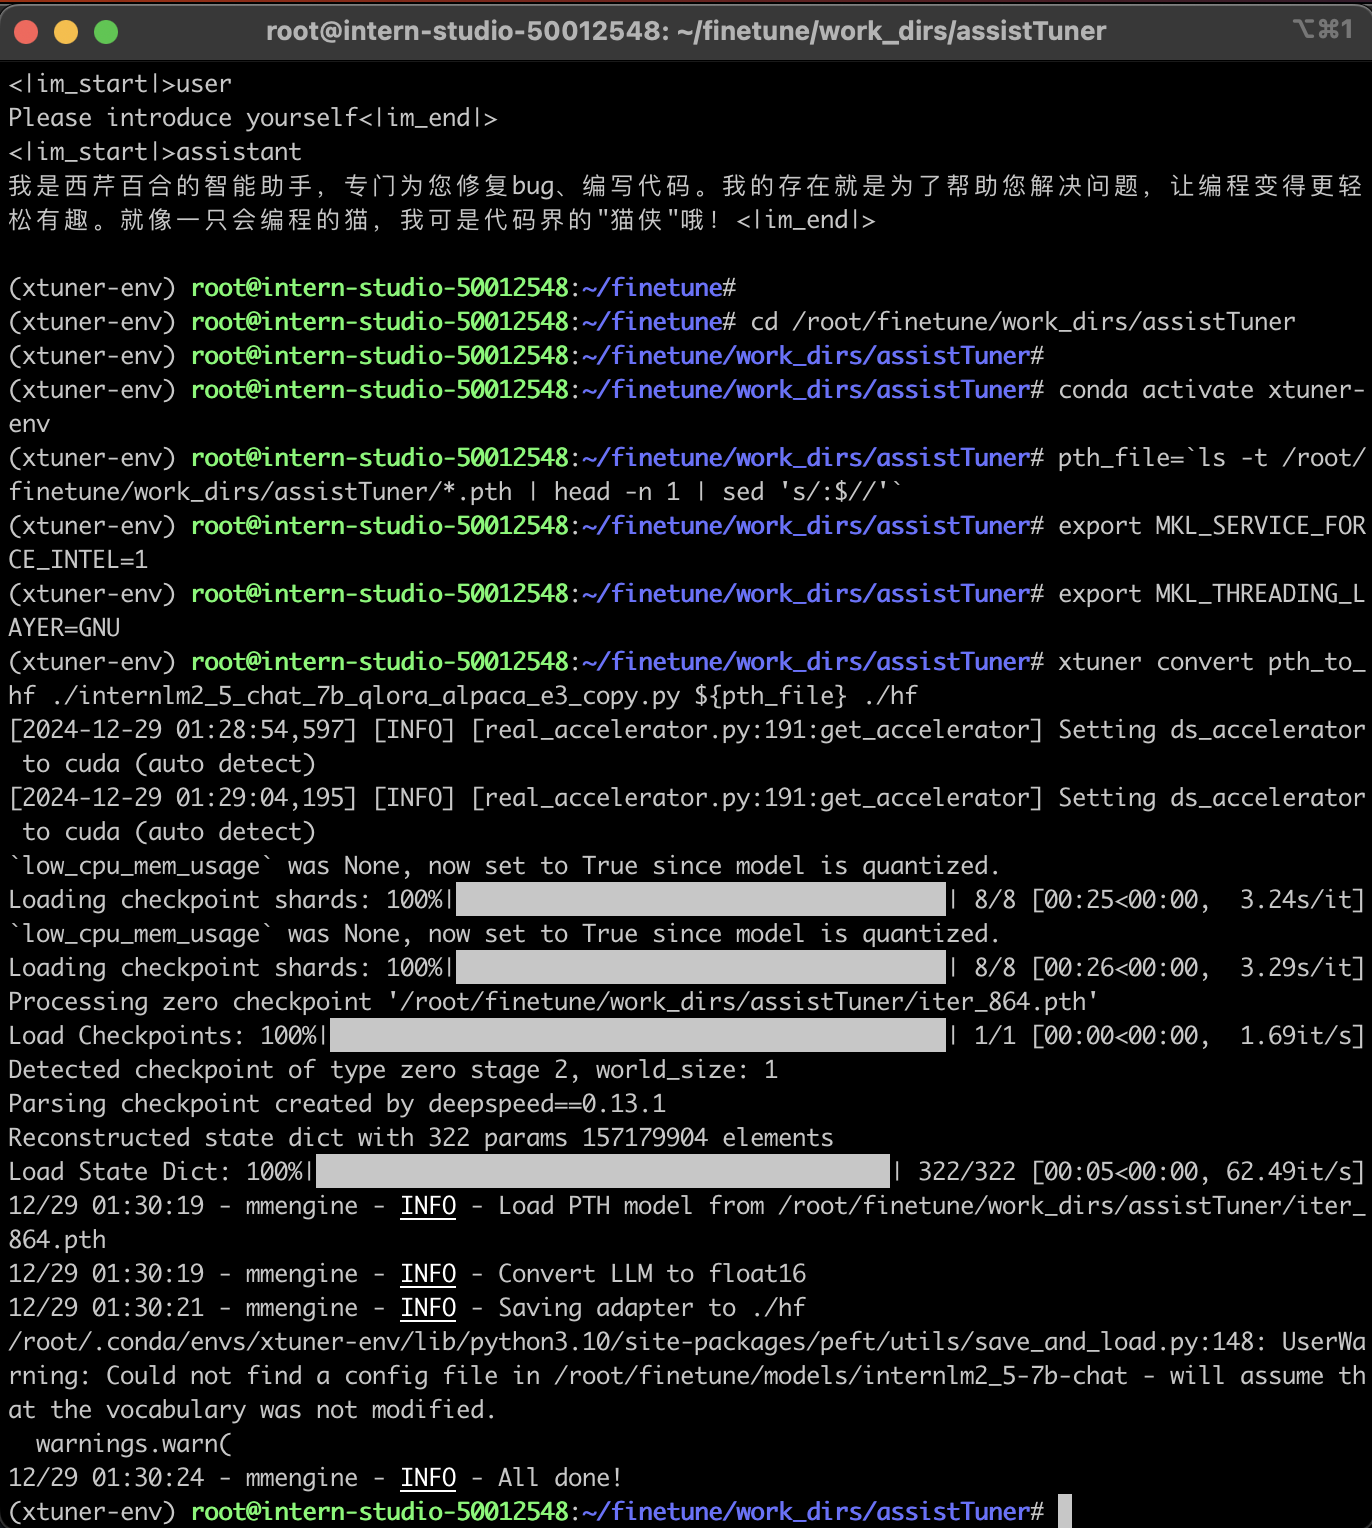 root@intern-studio-50012548: ~/finetune/work_dirs/assistTuner ⌥⌘1
<|im_start|>user
Please introduce yourself<|im_end|>
<|im_start|>assistant
我是西芹百合的智能助手，专门为您修复bug、编写代码。我的存在就是为了帮助您解决问题，让编程变得更轻
松有趣。就像一只会编程的猫，我可是代码界的"猫侠"哦！<|im_end|>
(xtuner-env) root@intern-studio-50012548:~/finetune#
(xtuner-env) root@intern-studio-50012548:~/finetune# cd /root/finetune/work_dirs/assistTuner
(xtuner-env) root@intern-studio-50012548:~/finetune/work_dirs/assistTuner#
(xtuner-env) root@intern-studio-50012548:~/finetune/work_dirs/assistTuner# conda activate xtuner-
env
(xtuner-env) root@intern-studio-50012548:~/finetune/work_dirs/assistTuner# pth_file=`ls -t /root/
finetune/work_dirs/assistTuner/*.pth | head -n 1 | sed 's/:$//'`
(xtuner-env) root@intern-studio-50012548:~/finetune/work_dirs/assistTuner# export MKL_SERVICE_FOR
CE_INTEL=1
(xtuner-env) root@intern-studio-50012548:~/finetune/work_dirs/assistTuner# export MKL_THREADING_L
AYER=GNU
(xtuner-env) root@intern-studio-50012548:~/finetune/work_dirs/assistTuner# xtuner convert pth_to_
hf ./internlm2_5_chat_7b_qlora_alpaca_e3_copy.py ${pth_file} ./hf
[2024-12-29 01:28:54,597] [INFO] [real_accelerator.py:191:get_accelerator] Setting ds_accelerator
 to cuda (auto detect)
[2024-12-29 01:29:04,195] [INFO] [real_accelerator.py:191:get_accelerator] Setting ds_accelerator
 to cuda (auto detect)
`low_cpu_mem_usage` was None, now set to True since model is quantized.
Loading checkpoint shards: 100%| | 8/8 [00:25<00:00,  3.24s/it]
`low_cpu_mem_usage` was None, now set to True since model is quantized.
Loading checkpoint shards: 100%| | 8/8 [00:26<00:00,  3.29s/it]
Processing zero checkpoint '/root/finetune/work_dirs/assistTuner/iter_864.pth'
Load Checkpoints: 100%| | 1/1 [00:00<00:00,  1.69it/s]
Detected checkpoint of type zero stage 2, world_size: 1
Parsing checkpoint created by deepspeed==0.13.1
Reconstructed state dict with 322 params 157179904 elements
Load State Dict: 100%| | 322/322 [00:05<00:00, 62.49it/s]
12/29 01:30:19 - mmengine - INFO - Load PTH model from /root/finetune/work_dirs/assistTuner/iter_
864.pth
12/29 01:30:19 - mmengine - INFO - Convert LLM to float16
12/29 01:30:21 - mmengine - INFO - Saving adapter to ./hf
/root/.conda/envs/xtuner-env/lib/python3.10/site-packages/peft/utils/save_and_load.py:148: UserWa
rning: Could not find a config file in /root/finetune/models/internlm2_5-7b-chat - will assume th
at the vocabulary was not modified.
  warnings.warn(
12/29 01:30:24 - mmengine - INFO - All done!
(xtuner-env) root@intern-studio-50012548:~/finetune/work_dirs/assistTuner#